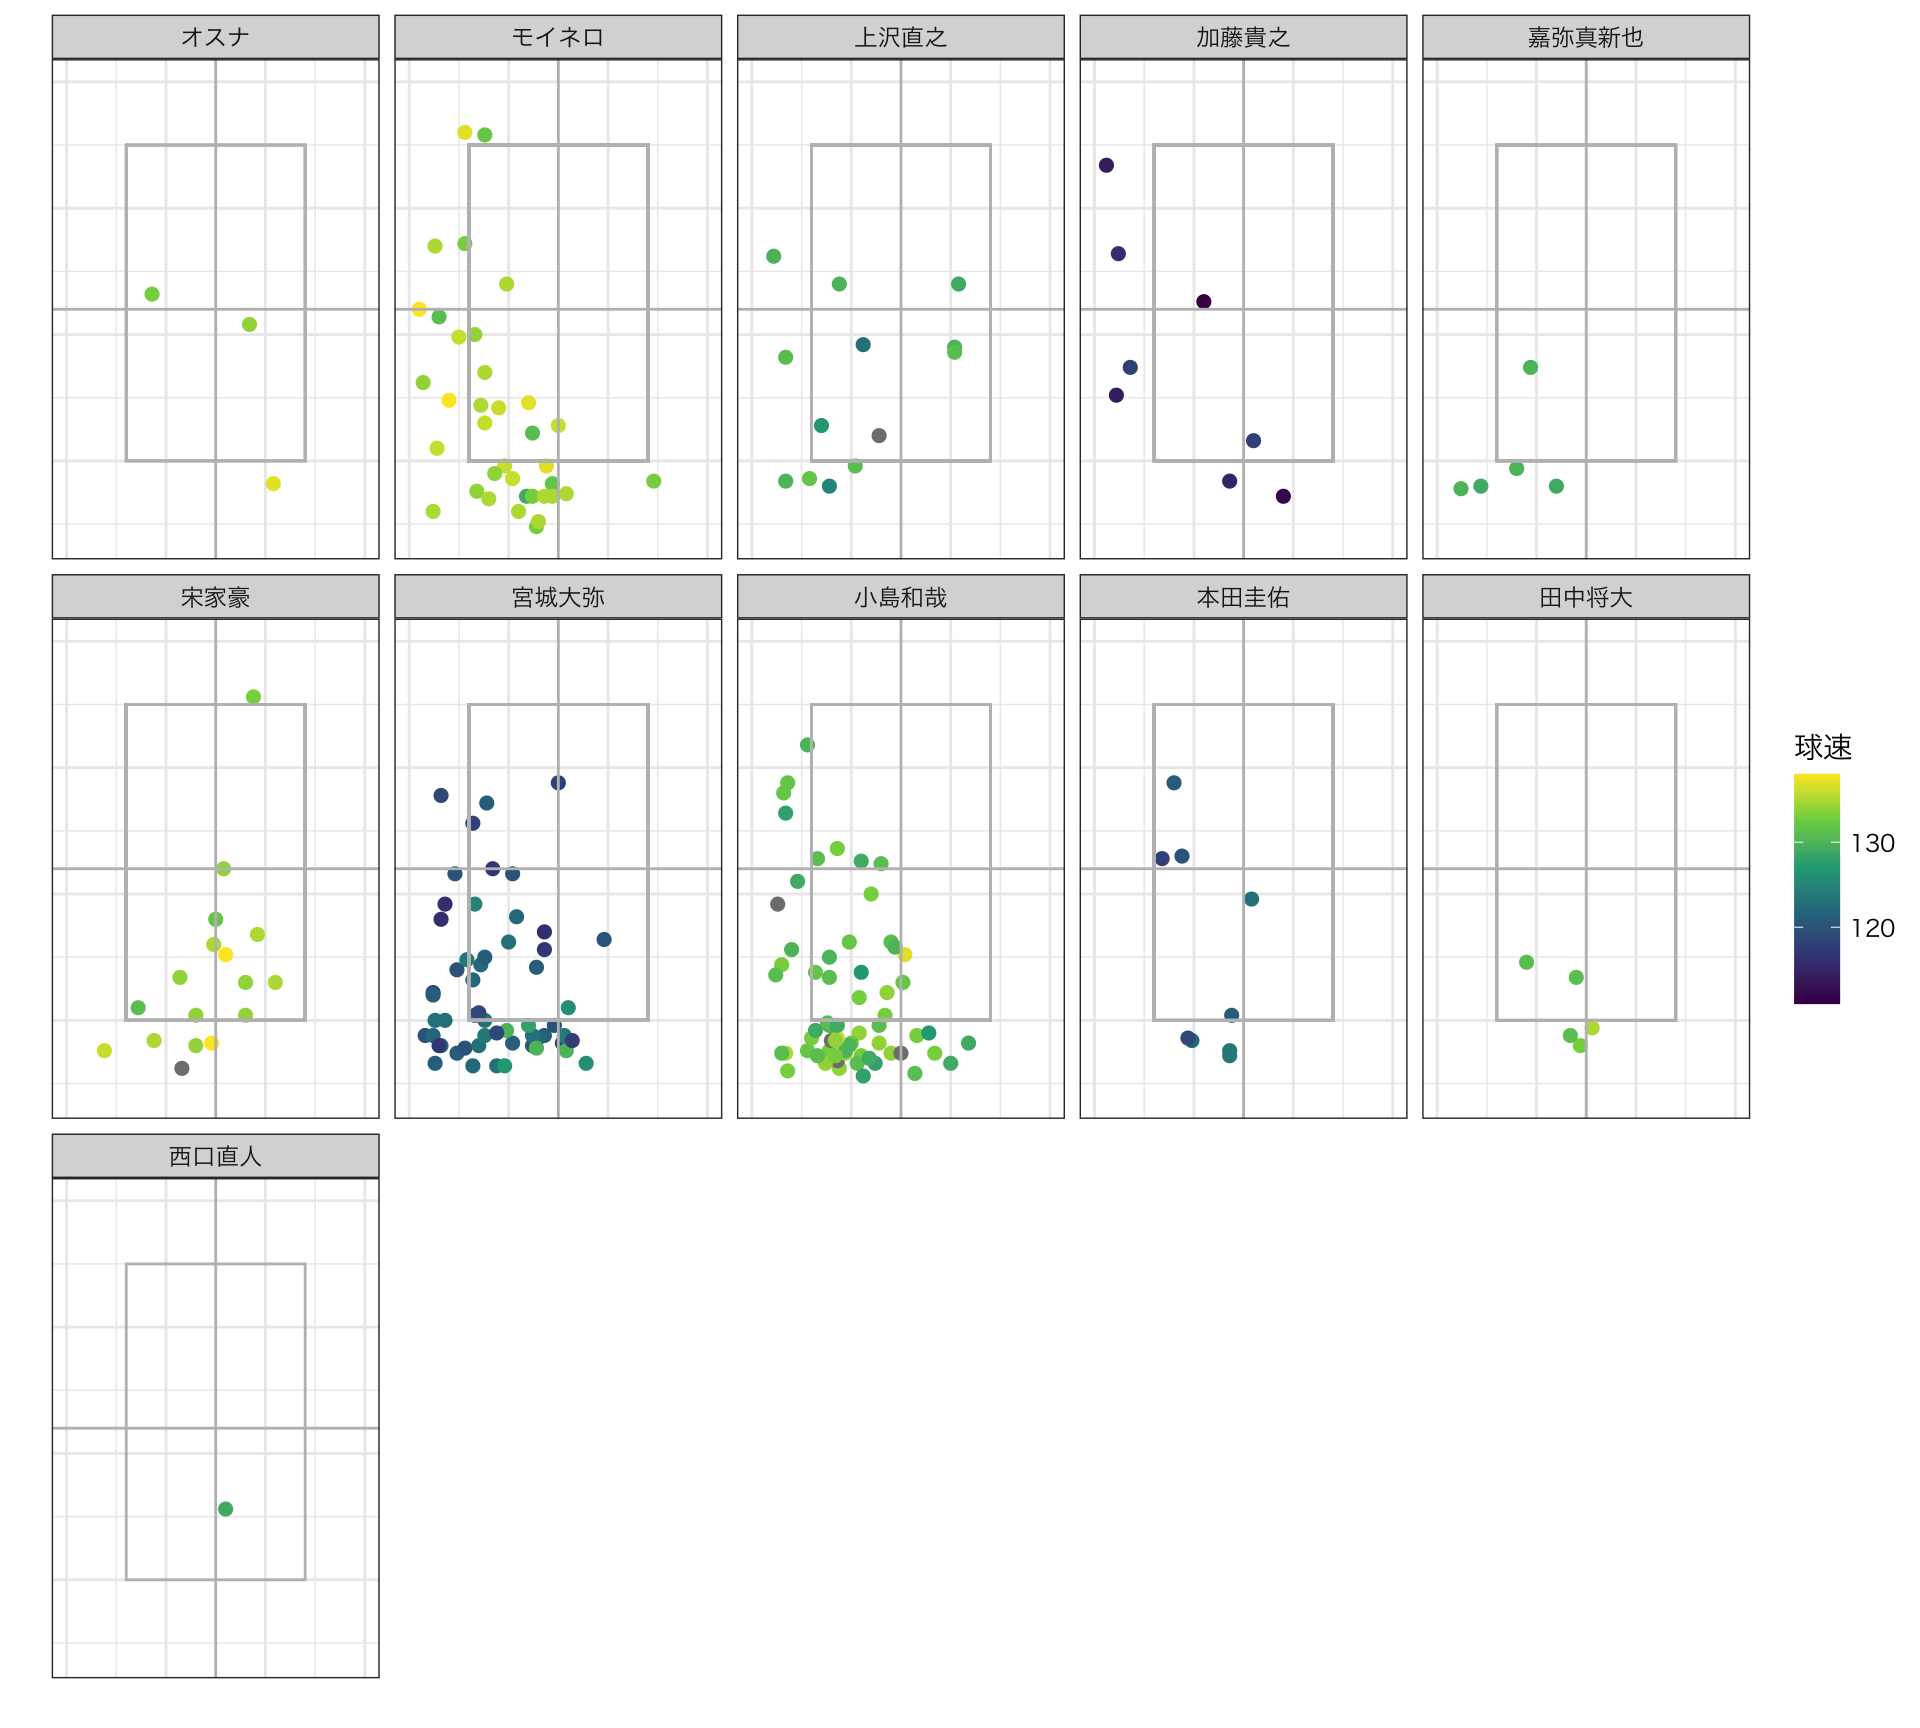 オスナ
モイネロ
上沢直之
加藤貴之
嘉弥真新也
宋家豪
宮城大弥
小島和哉
本田圭佑
田中将大
球速
130
120
西口直人